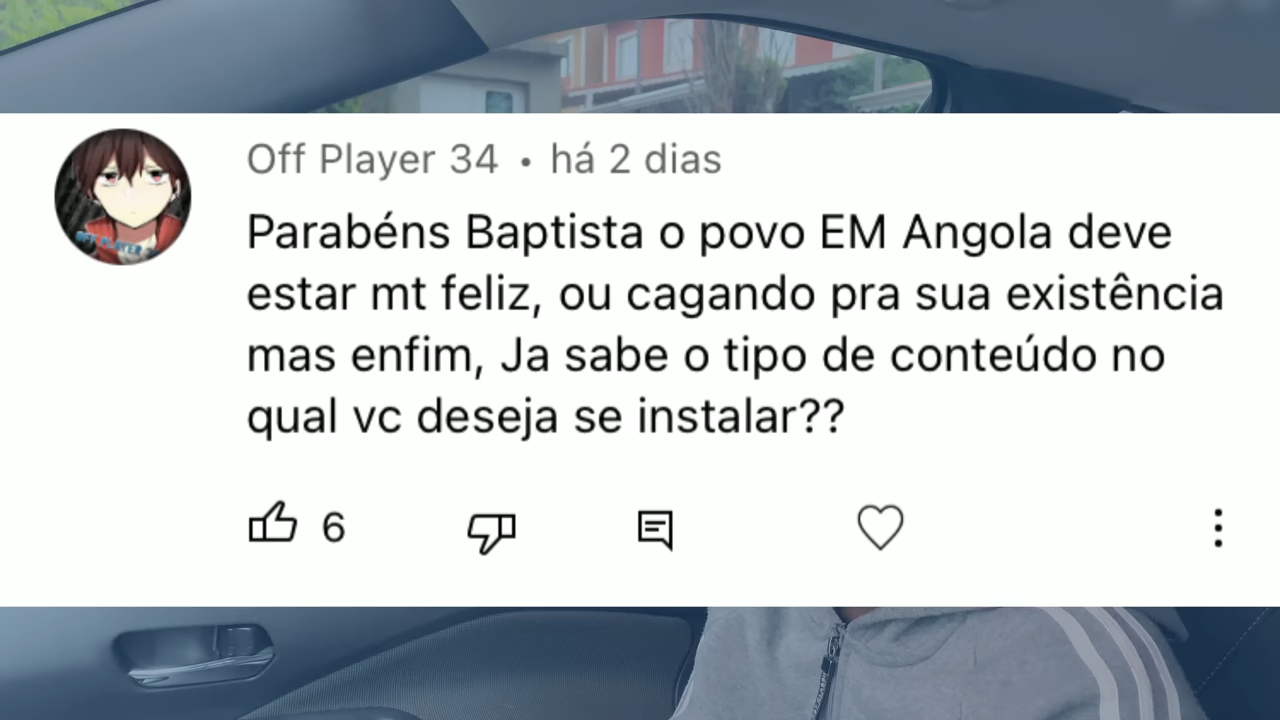 Off Player 34 • há 2 dias
Parabéns Baptista o povo EM Angola deve
estar mt feliz, ou cagando pra sua existência
mas enfim, Ja sabe o tipo de conteúdo no
qual vc deseja se instalar??
6